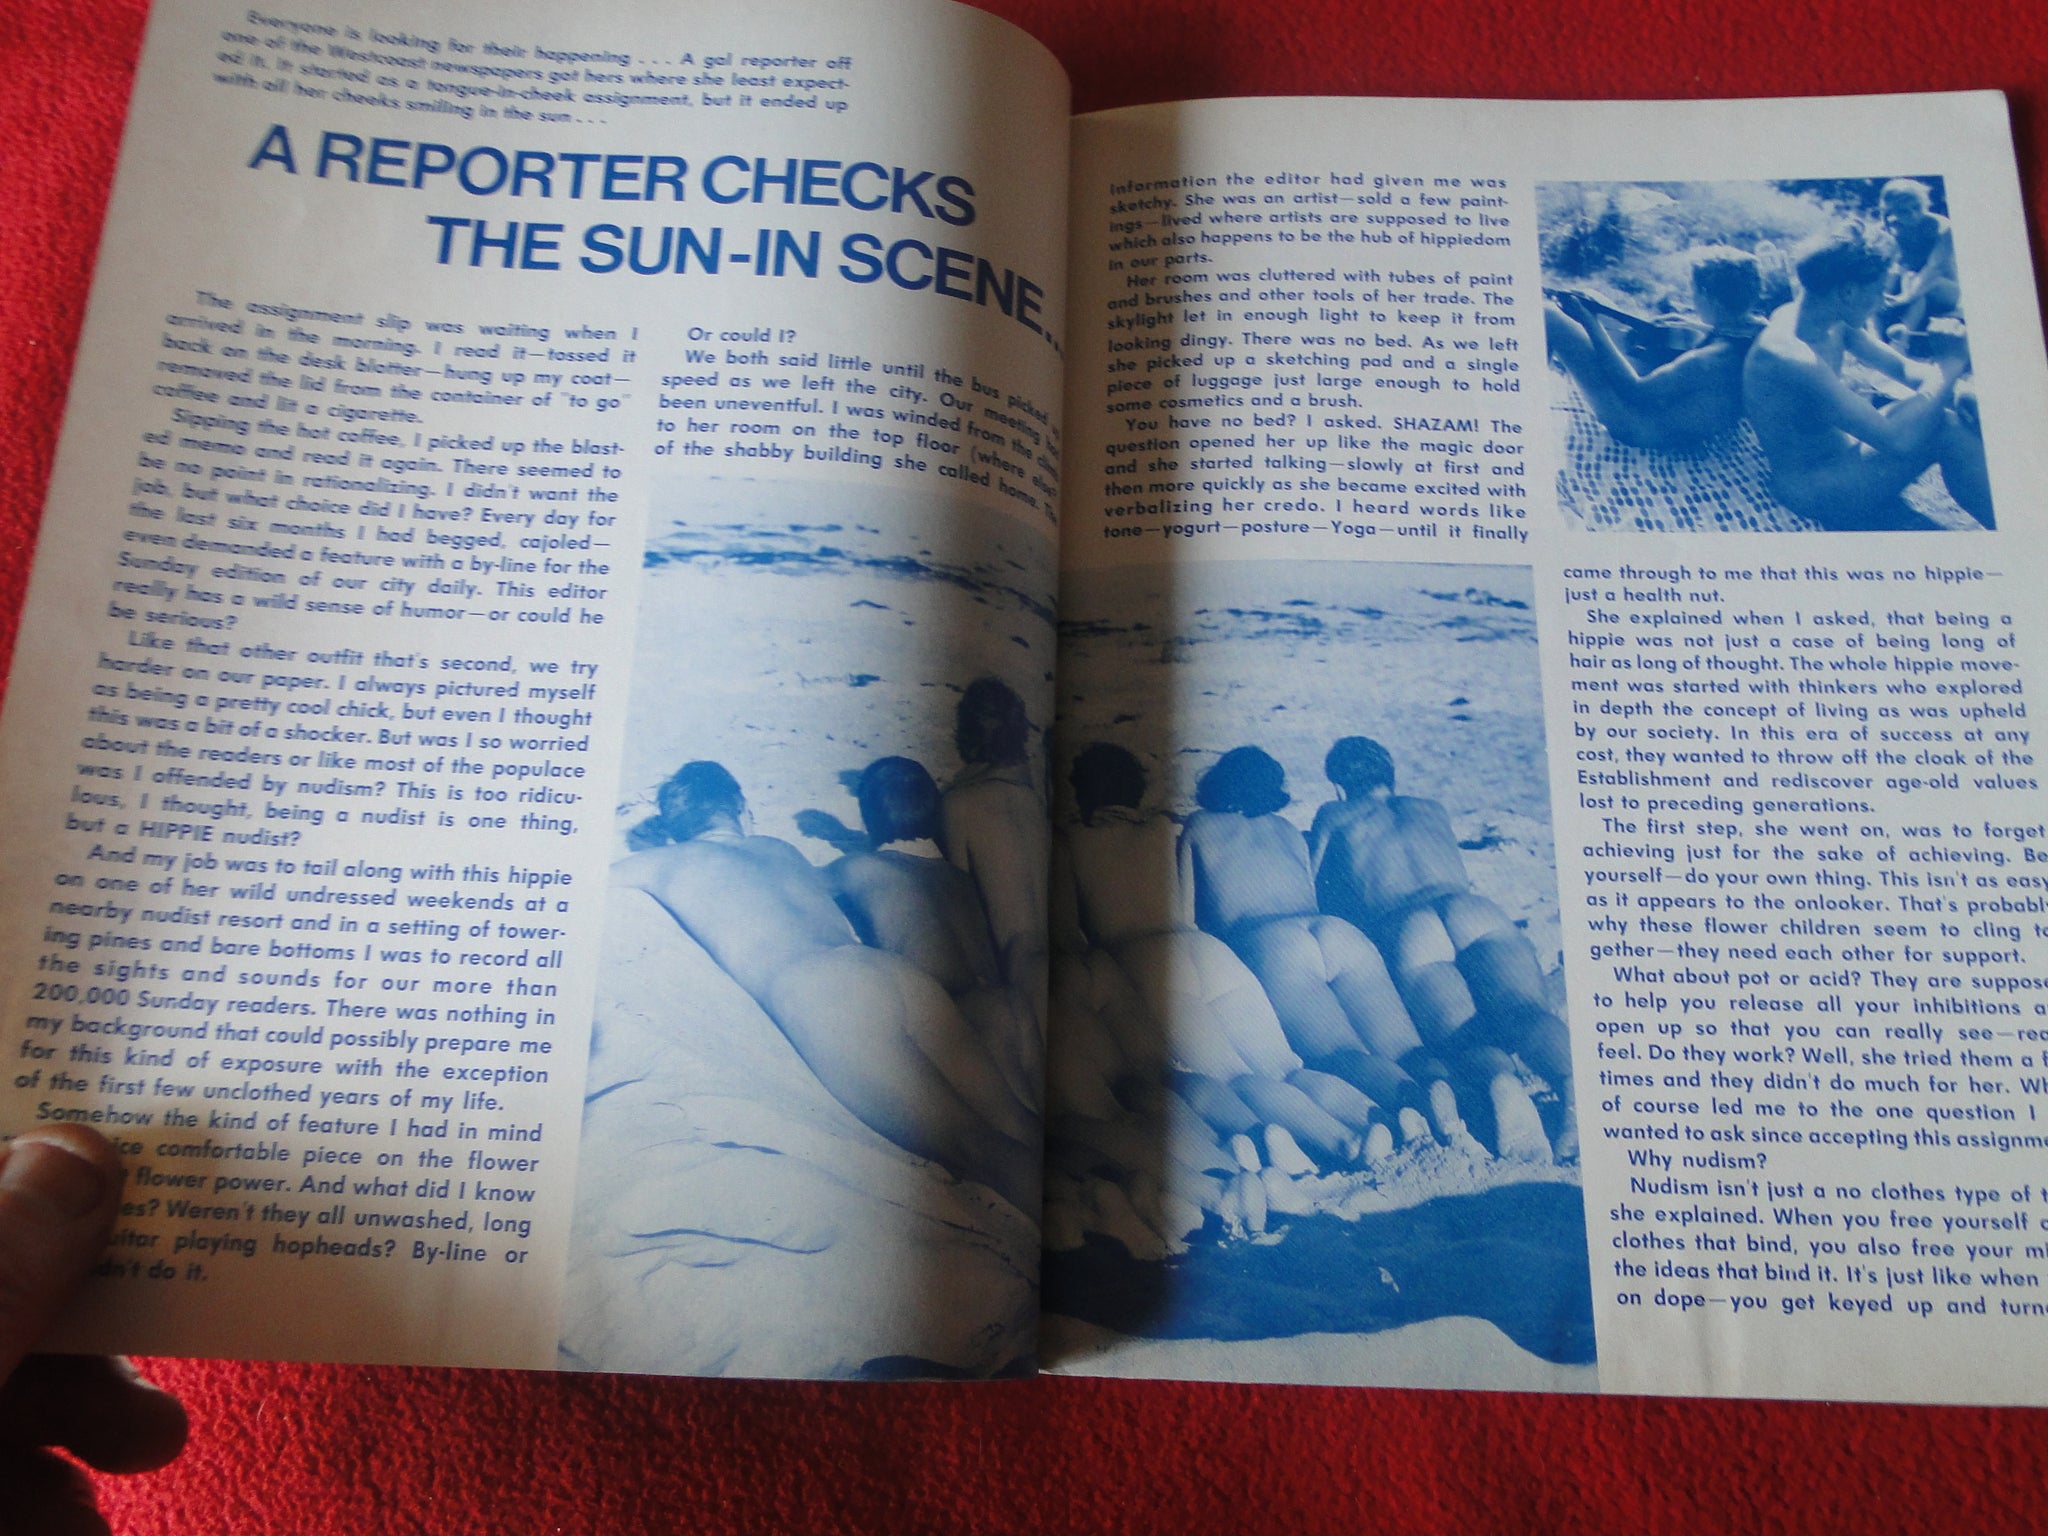 Everyone is looking for their happening . . . A gal reporter off
one of the Westcoast newspapers got hers where she least expect-
ed it. It started as a tongue-in-cheek assignment, but it ended up
with all her cheeks smiling in the sun . . .
A REPORTER CHECKS
THE SUN-IN SCENE...
The assignment slip was waiting when I
arrived in the morning. I read it—tossed it
back on the desk blotter—hung up my coat—
removed the lid from the container of "to go"
coffee and lit a cigarette.
Sipping the hot coffee, I picked up the blast-
ed memo and read it again. There seemed to
be no point in rationalizing. I didn't want the
job, but what choice did I have? Every day for
the last six months I had begged, cajoled—
even demanded a feature with a by-line for the
Sunday edition of our city daily. This editor
really has a wild sense of humor—or could he
be serious?
Like that other outfit that's second, we try
harder on our paper. I always pictured myself
as being a pretty cool chick, but even I thought
this was a bit of a shocker. But was I so worried
about the readers or like most of the populace
was I offended by nudism? This is too ridicu-
lous, I thought, being a nudist is one thing,
but a HIPPIE nudist?
And my job was to tail along with this hippie
on one of her wild undressed weekends at a
nearby nudist resort and in a setting of tower-
ing pines and bare bottoms I was to record all
the sights and sounds for our more than
200,000 Sunday readers. There was nothing in
my background that could possibly prepare me
for this kind of exposure with the exception
of the first few unclothed years of my life.
Somehow the kind of feature I had in mind
comfortable piece on the flower
flower power. And what did I know
Weren't they all unwashed, long
playing hopheads? By-line or
do it.
Or could I?
We both said little until the bus picked
speed as we left the city. Our meeting had
been uneventful. I was winded from the climb
to her room on the top floor (where else?
of the shabby building she called home. The
Information the editor had given me was
sketchy. She was an artist—sold a few paint-
ings—lived where artists are supposed to live
which also happens to be the hub of hippiedom
in our parts.
Her room was cluttered with tubes of paint
and brushes and other tools of her trade. The
skylight let in enough light to keep it from
looking dingy. There was no bed. As we left
she picked up a sketching pad and a single
piece of luggage just large enough to hold
some cosmetics and a brush.
You have no bed? I asked. SHAZAM! The
question opened her up like the magic door
and she started talking—slowly at first and
then more quickly as she became excited with
verbalizing her credo. I heard words like
tone—yogurt—posture—Yoga—until it finally
came through to me that this was no hippie—
just a health nut.
She explained when I asked, that being a
hippie was not just a case of being long of
hair as long of thought. The whole hippie move-
ment was started with thinkers who explored
in depth the concept of living as was upheld
by our society. In this era of success at any
cost, they wanted to throw off the cloak of the
Establishment and rediscover age-old values
lost to preceding generations.
The first step, she went on, was to forget
achieving just for the sake of achieving. Be
yourself—do your own thing. This isn't as easy
as it appears to the onlooker. That's probabl
why these flower children seem to cling to
gether—they need each other for support.
What about pot or acid? They are suppose
to help you release all your inhibitions a
open up so that you can really see—rea
feel. Do they work? Well, she tried them a f
times and they didn't do much for her. Wh
of course led me to the one question I
wanted to ask since accepting this assignme
Why nudism?
Nudism isn't just a no clothes type of t
she explained. When you free yourself o
clothes that bind, you also free your mi
the ideas that bind it. It's just like when
on dope—you get keyed up and turn